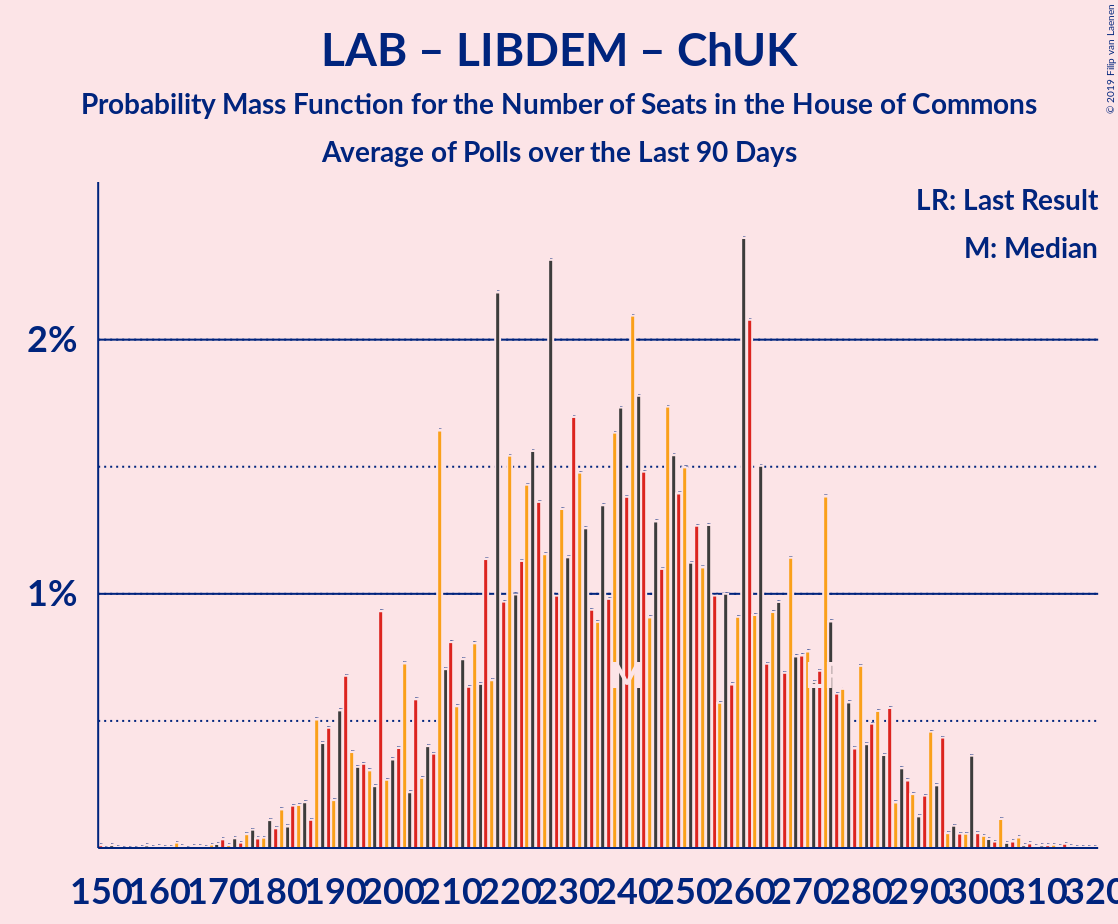 LAB – LIBDEM – ChUK
Probability Mass Function for the Number of Seats in the House of Commons
Average of Polls over the Last 90 Days
© 2019 Filip van Laenen
LR: Last Result
M: Median
2%
1%
M
150 160 170 180 190 200 210 220 230 240 250 260 270 280 290 300 310 320